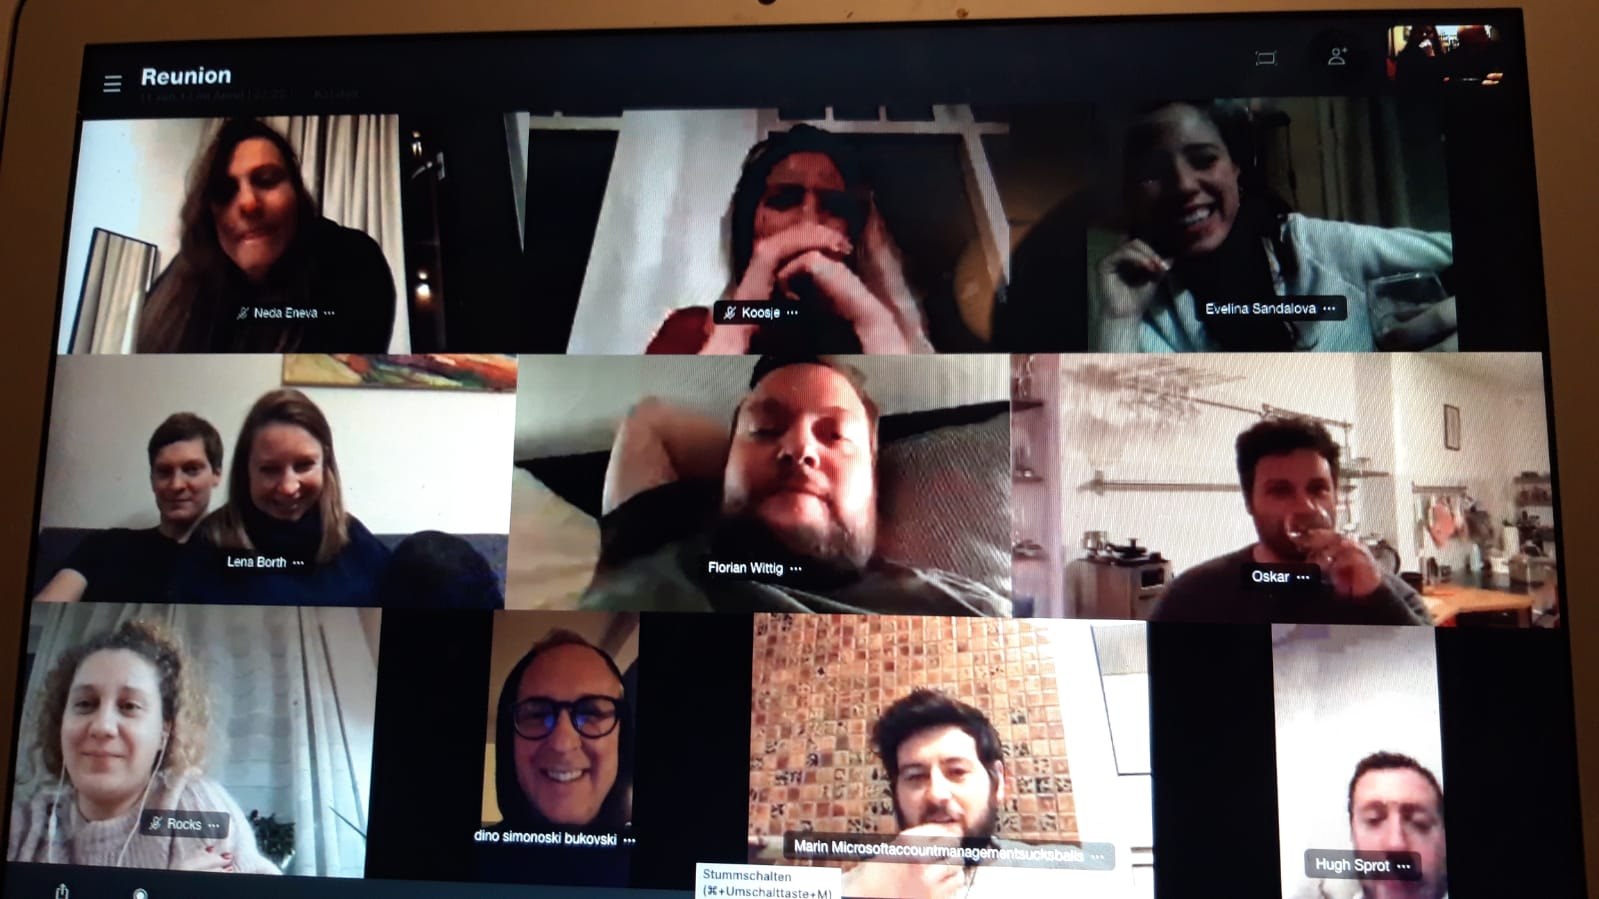 Reunion
Neda Eneva ...
Koosje ...
Evelina Sandalova ...
Lena Borth ...
Florian Wittig ...
Oskar ...
Rocks ...
dino simonoski bukovski ...
Marin Microsoftaccountmanagementsucksballs ...
Hugh Sprot ...
Stummschalten
(⌘+Umschalttaste+M)